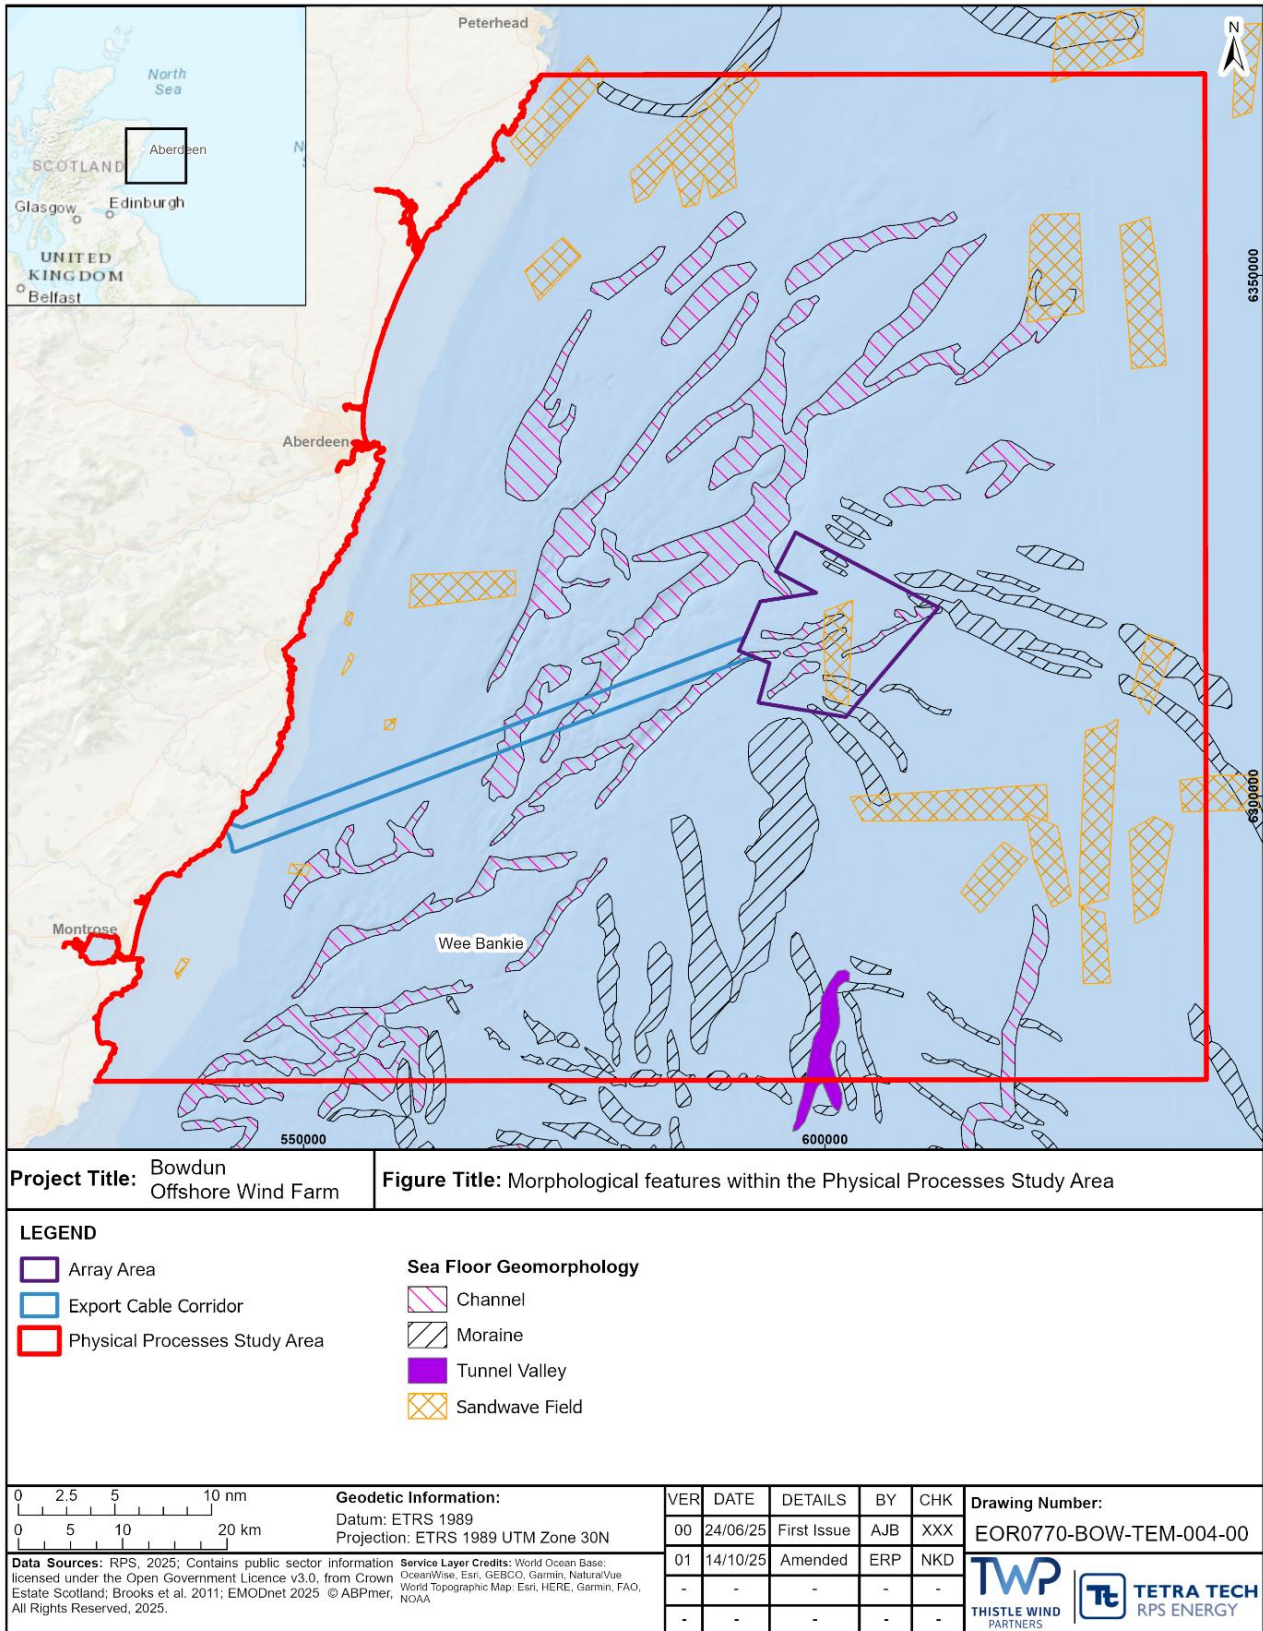 Peterhead
N
North
Sea
N
Aberdeen
SCOTLAND
Glasgow
Edinburgh
UNITED
KINGDOM
Belfast
6350000
Aberdeen
6300000
Montrose
Wee Bankie
550000
600000
Project Title: Bowdun
Offshore Wind Farm
Figure Title: Morphological features within the Physical Processes Study Area
LEGEND
Array Area
Export Cable Corridor
Physical Processes Study Area
Sea Floor Geomorphology
Channel
Moraine
Tunnel Valley
Sandwave Field
0 2.5 5 10 nm
0 5 10 20 km
Geodetic Information:
Datum: ETRS 1989
Projection: ETRS 1989 UTM Zone 30N
Data Sources: RPS, 2025; Contains public sector information
licensed under the Open Government Licence v3.0, from Crown
Estate Scotland; Brooks et al. 2011; EMODnet 2025 © ABPmer,
All Rights Reserved, 2025.
Service Layer Credits: World Ocean Base:
OceanWise, Esri, GEBCO, Garmin, NaturalVue
World Topographic Map: Esri, HERE, Garmin, FAO,
NOAA
VER DATE DETAILS BY CHK
00 24/06/25 First Issue AJB XXX
01 14/10/25 Amended ERP NKD
- - - - -
- - - - -
Drawing Number:
EOR0770-BOW-TEM-004-00
TWP
THISTLE WIND
PARTNERS
Tt
TETRA TECH
RPS ENERGY